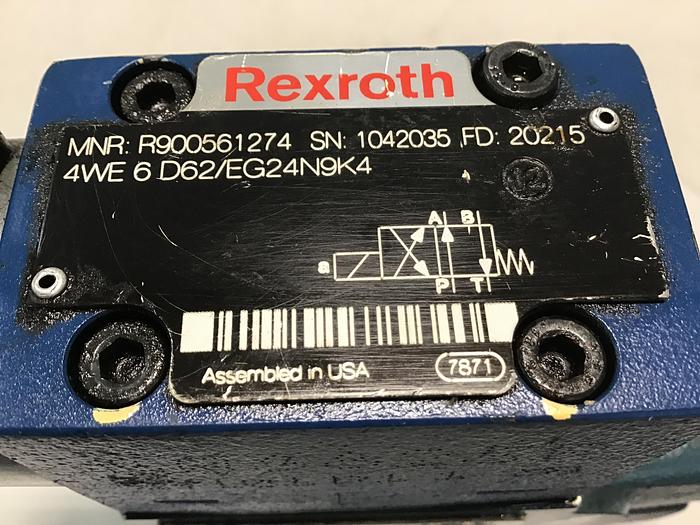 Rexroth
MNR: R900561274 SN: 1042035 FD: 20215
4WE 6 D62/EG24N9K4
12
A B
a
P T
Assembled in USA
7871